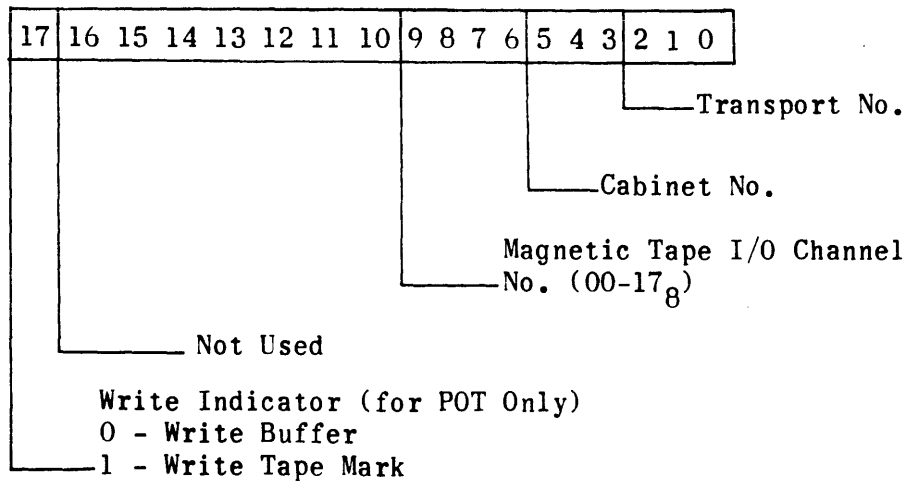 17 16 15 14 13 12 11 10 9 8 7 6 5 4 3 2 1 0
Transport No.
Cabinet No.
Magnetic Tape I/O Channel
No. (00-17₈)
Not Used
Write Indicator (for POT Only)
0 - Write Buffer
1 - Write Tape Mark